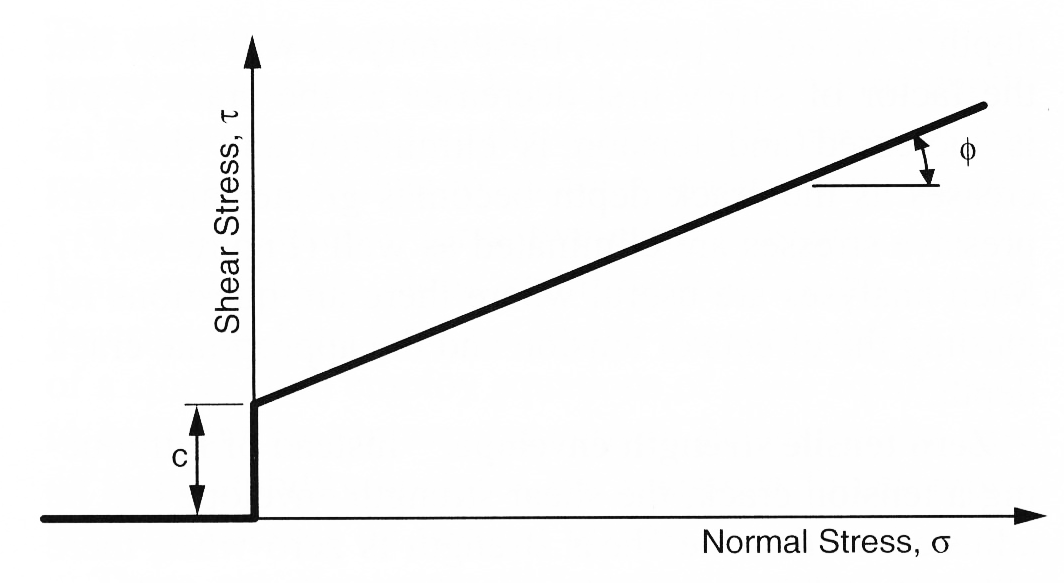 Shear Stress, τ
ϕ
c
Normal Stress, σ